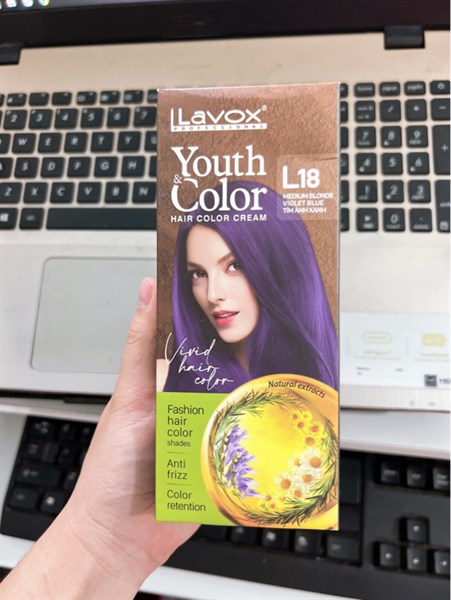 LAVOX®
PROFESSIONAL
Youth
& Color
HAIR COLOR CREAM
L18
MEDIUM BLONDE
VIOLET BLUE
TÍM ÁNH XANH
Vivid
hair
color
Natural extracts
Fashion
hair
color
shades
Anti
frizz
Color
retention